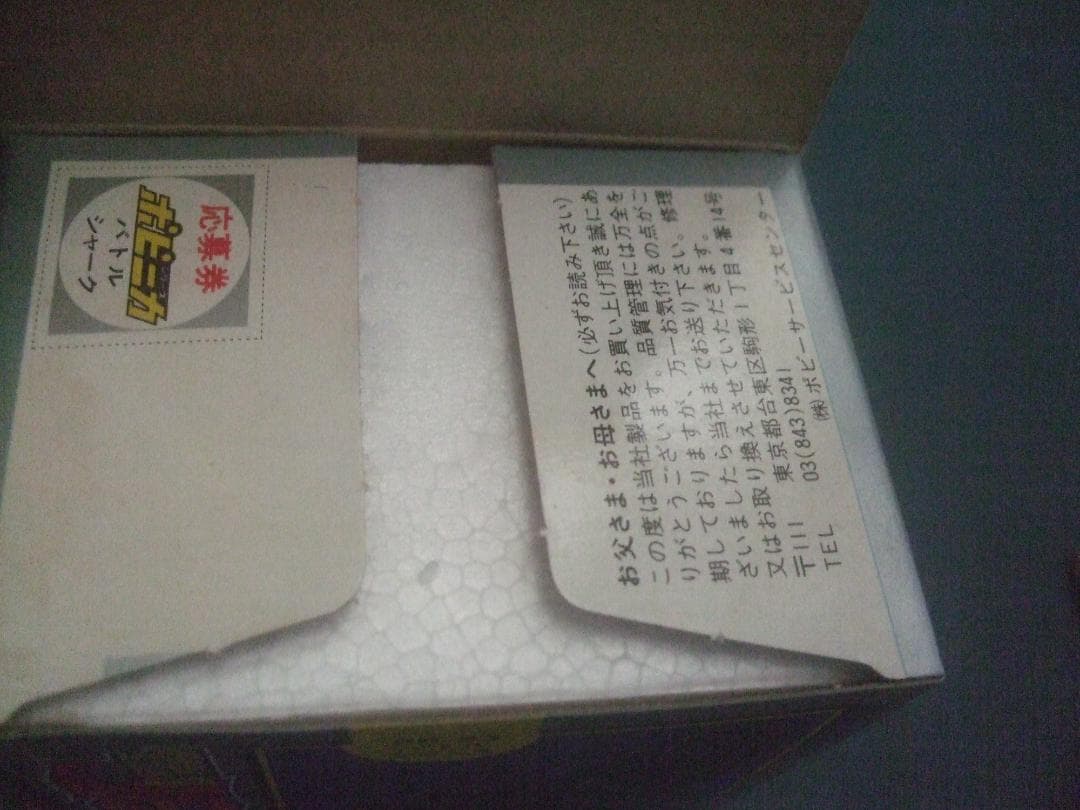 応募券
ポピニカ
バトル
シャーク
お父さま・お母さまへ(必ずお読み下さい)
この度は当社製品をお買い上げ頂き誠にあ
りがとうございます。品質管理には万全を
期しておりますが、万一お気付きの点がご
ざいましたら当社までお送り下さい。修理
又はお取り換えさせていただきます。
〒111 東京都台東区駒形1丁目4番14号
TEL 03(843)8341
(株)ポピーサービスセンター